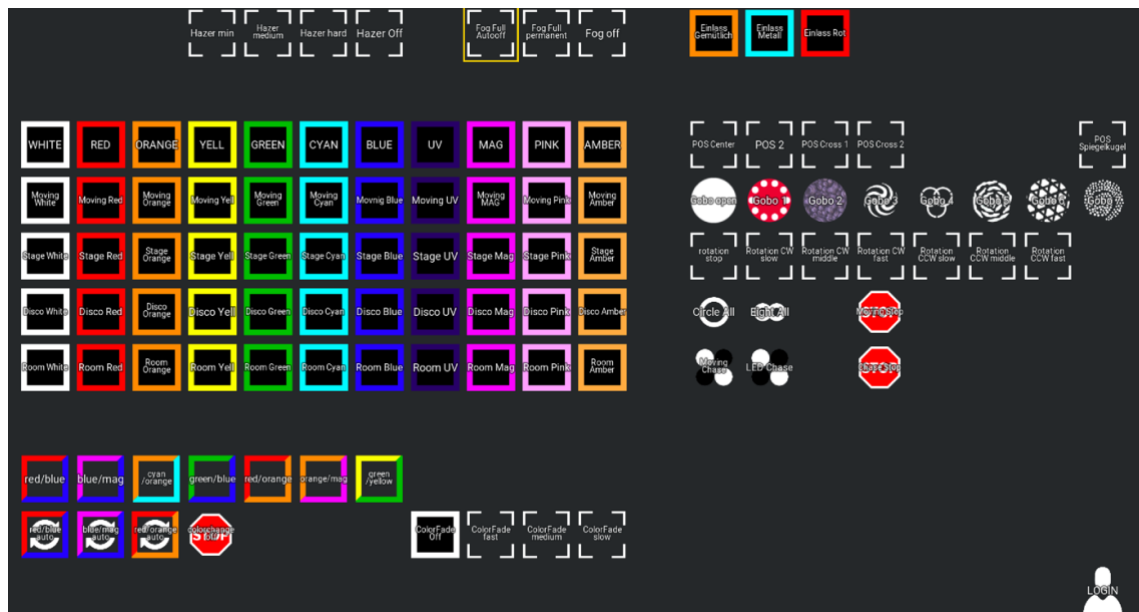 Hazer min
Hazer
medium
Hazer hard
Hazer Off
Fog Full
Autooff
Fog Full
permanent
Fog off
Einlass
Gemütlich
Einlass
Metall
Einlass Rot
WHITE
RED
ORANGE
YELL
GREEN
CYAN
BLUE
UV
MAG
PINK
AMBER
POS Center
POS 2
POS Cross 1
POS Cross 2
POS
Spiegelkugel
Moving
White
Moving Red
Moving
Orange
Moving Yell
Moving
Green
Moving
Cyan
Movnig Blue
Moving UV
Moving
MAG
Moving Pink
Moving
Amber
Gobo open
Gobo 1
Gobo 2
Gobo 3
Gobo 4
Gobo 5
Gobo 6
Gobo 7
Stage White
Stage Red
Stage
Orange
Stage Yell
Stage Green
Stage Cyan
Stage Blue
Stage UV
Stage Mag
Stage Pink
Stage
Amber
rotation
stop
Rotation CW
slow
Rotation CW
middle
Rotation CW
fast
Rotation
CCW slow
Rotation
CCW middle
Rotation
CCW fast
Disco White
Disco Red
Disco
Orange
Disco Yell
Disco Green
Disco Cyan
Disco Blue
Disco UV
Disco Mag
Disco Pink
Disco Amber
Circle All
Eight All
STOP
Moving Stop
Room White
Room Red
Room
Orange
Room Yell
Room Green
Room Cyan
Room Blue
Room UV
Room Mag
Room Pink
Room
Amber
Moving
Chase
LED Chase
STOP
Chase Stop
red/blue
blue/mag
cyan
/orange
green/blue
red/orange
orange/mag
green
/yellow
red/blue
auto
blue/mag
auto
red/orange
auto
colorchange
STOP
ColorFade
Off
ColorFade
fast
ColorFade
medium
ColorFade
slow
LOGIN